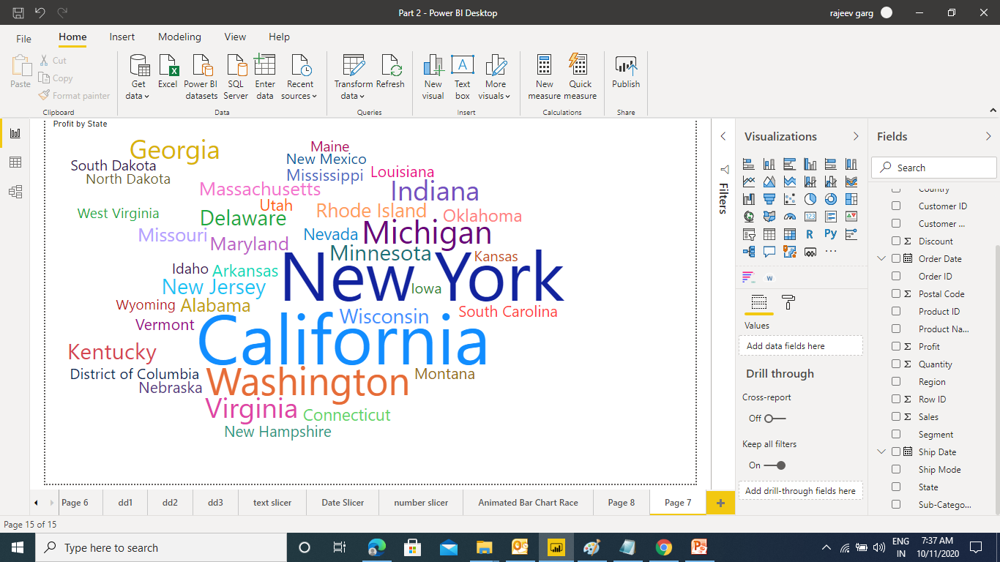 Part 2 - Power BI Desktop
rajeev garg
File Home Insert Modeling View Help
Paste
Cut
Copy
Format painter
Clipboard
Get data
Excel
Power BI datasets
SQL Server
Enter data
Recent sources
Data
Transform data
Refresh
Queries
New visual
Text box
More visuals
Insert
New measure
Quick measure
Calculations
Publish
Share
Profit by State
Georgia
Maine
South Dakota
New Mexico
North Dakota
Mississippi
Louisiana
Massachusetts
Indiana
Utah
West Virginia
Delaware
Rhode Island
Oklahoma
Missouri
Maryland
Nevada
Michigan
Minnesota
Kansas
Idaho
Arkansas
New York
New Jersey
Iowa
Wyoming
Alabama
Wisconsin
South Carolina
Vermont
California
Kentucky
District of Columbia
Washington
Montana
Nebraska
Virginia
Connecticut
New Hampshire
Filters
Visualizations
R
Py
123
W
Values
Add data fields here
Drill through
Cross-report
Off
Keep all filters
On
Add drill-through fields here
Fields
Search
Country
Customer ID
Customer ...
Σ Discount
Order Date
Order ID
Σ Postal Code
Product ID
Product Na...
Σ Profit
Σ Quantity
Region
Σ Row ID
Σ Sales
Segment
Ship Date
Ship Mode
State
Sub-Catego...
Page 6 dd1 dd2 dd3 text slicer Date Slicer number slicer Animated Bar Chart Race Page 8 Page 7
Page 15 of 15
Type here to search
ENG
IN
7:37 AM
10/11/2020